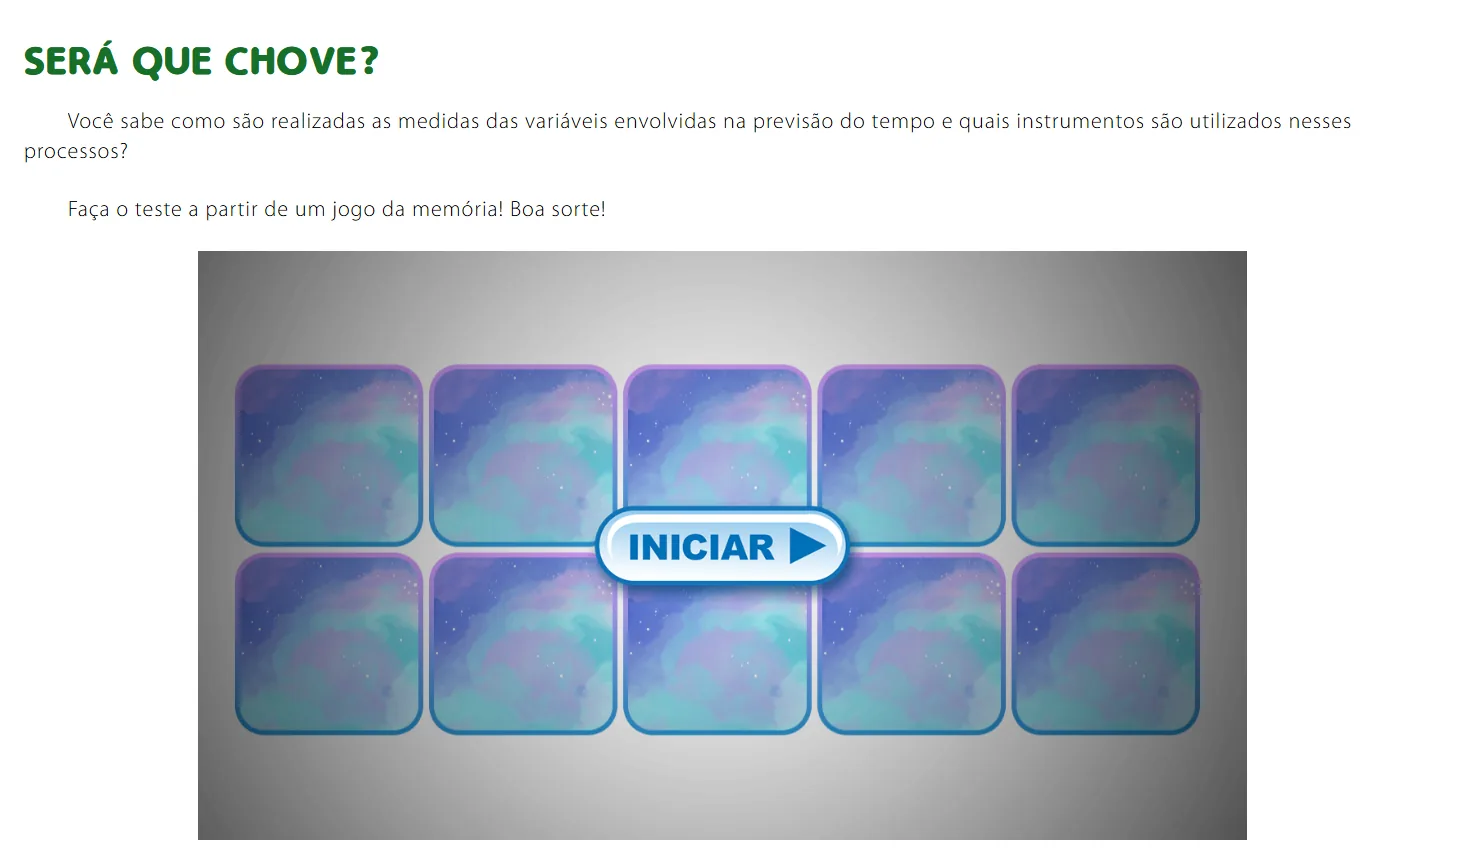 SERÁ QUE CHOVE?
Você sabe como são realizadas as medidas das variáveis envolvidas na previsão do tempo e quais instrumentos são utilizados nesses
processos?
Faça o teste a partir de um jogo da memória! Boa sorte!
INICIAR